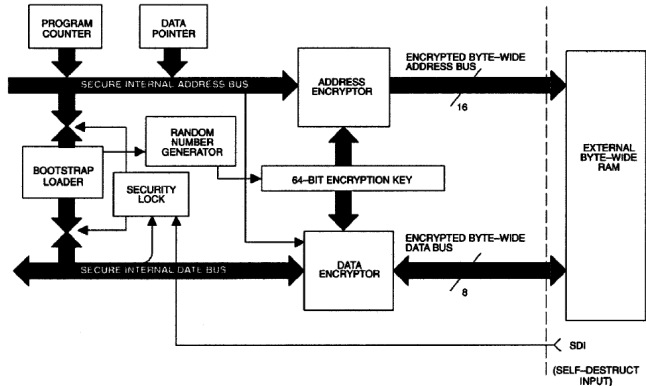 PROGRAM
COUNTER
DATA
POINTER
SECURE INTERNAL ADDRESS BUS
ADDRESS
ENCRYPTOR
ENCRYPTED BYTE–WIDE
ADDRESS BUS
16
EXTERNAL
BYTE–WIDE
RAM
RANDOM
NUMBER
GENERATOR
BOOTSTRAP
LOADER
SECURITY
LOCK
64–BIT ENCRYPTION KEY
SECURE INTERNAL DATE BUS
DATA
ENCRYPTOR
ENCRYPTED BYTE–WIDE
DATA BUS
8
SDI
(SELF–DESTRUCT
INPUT)